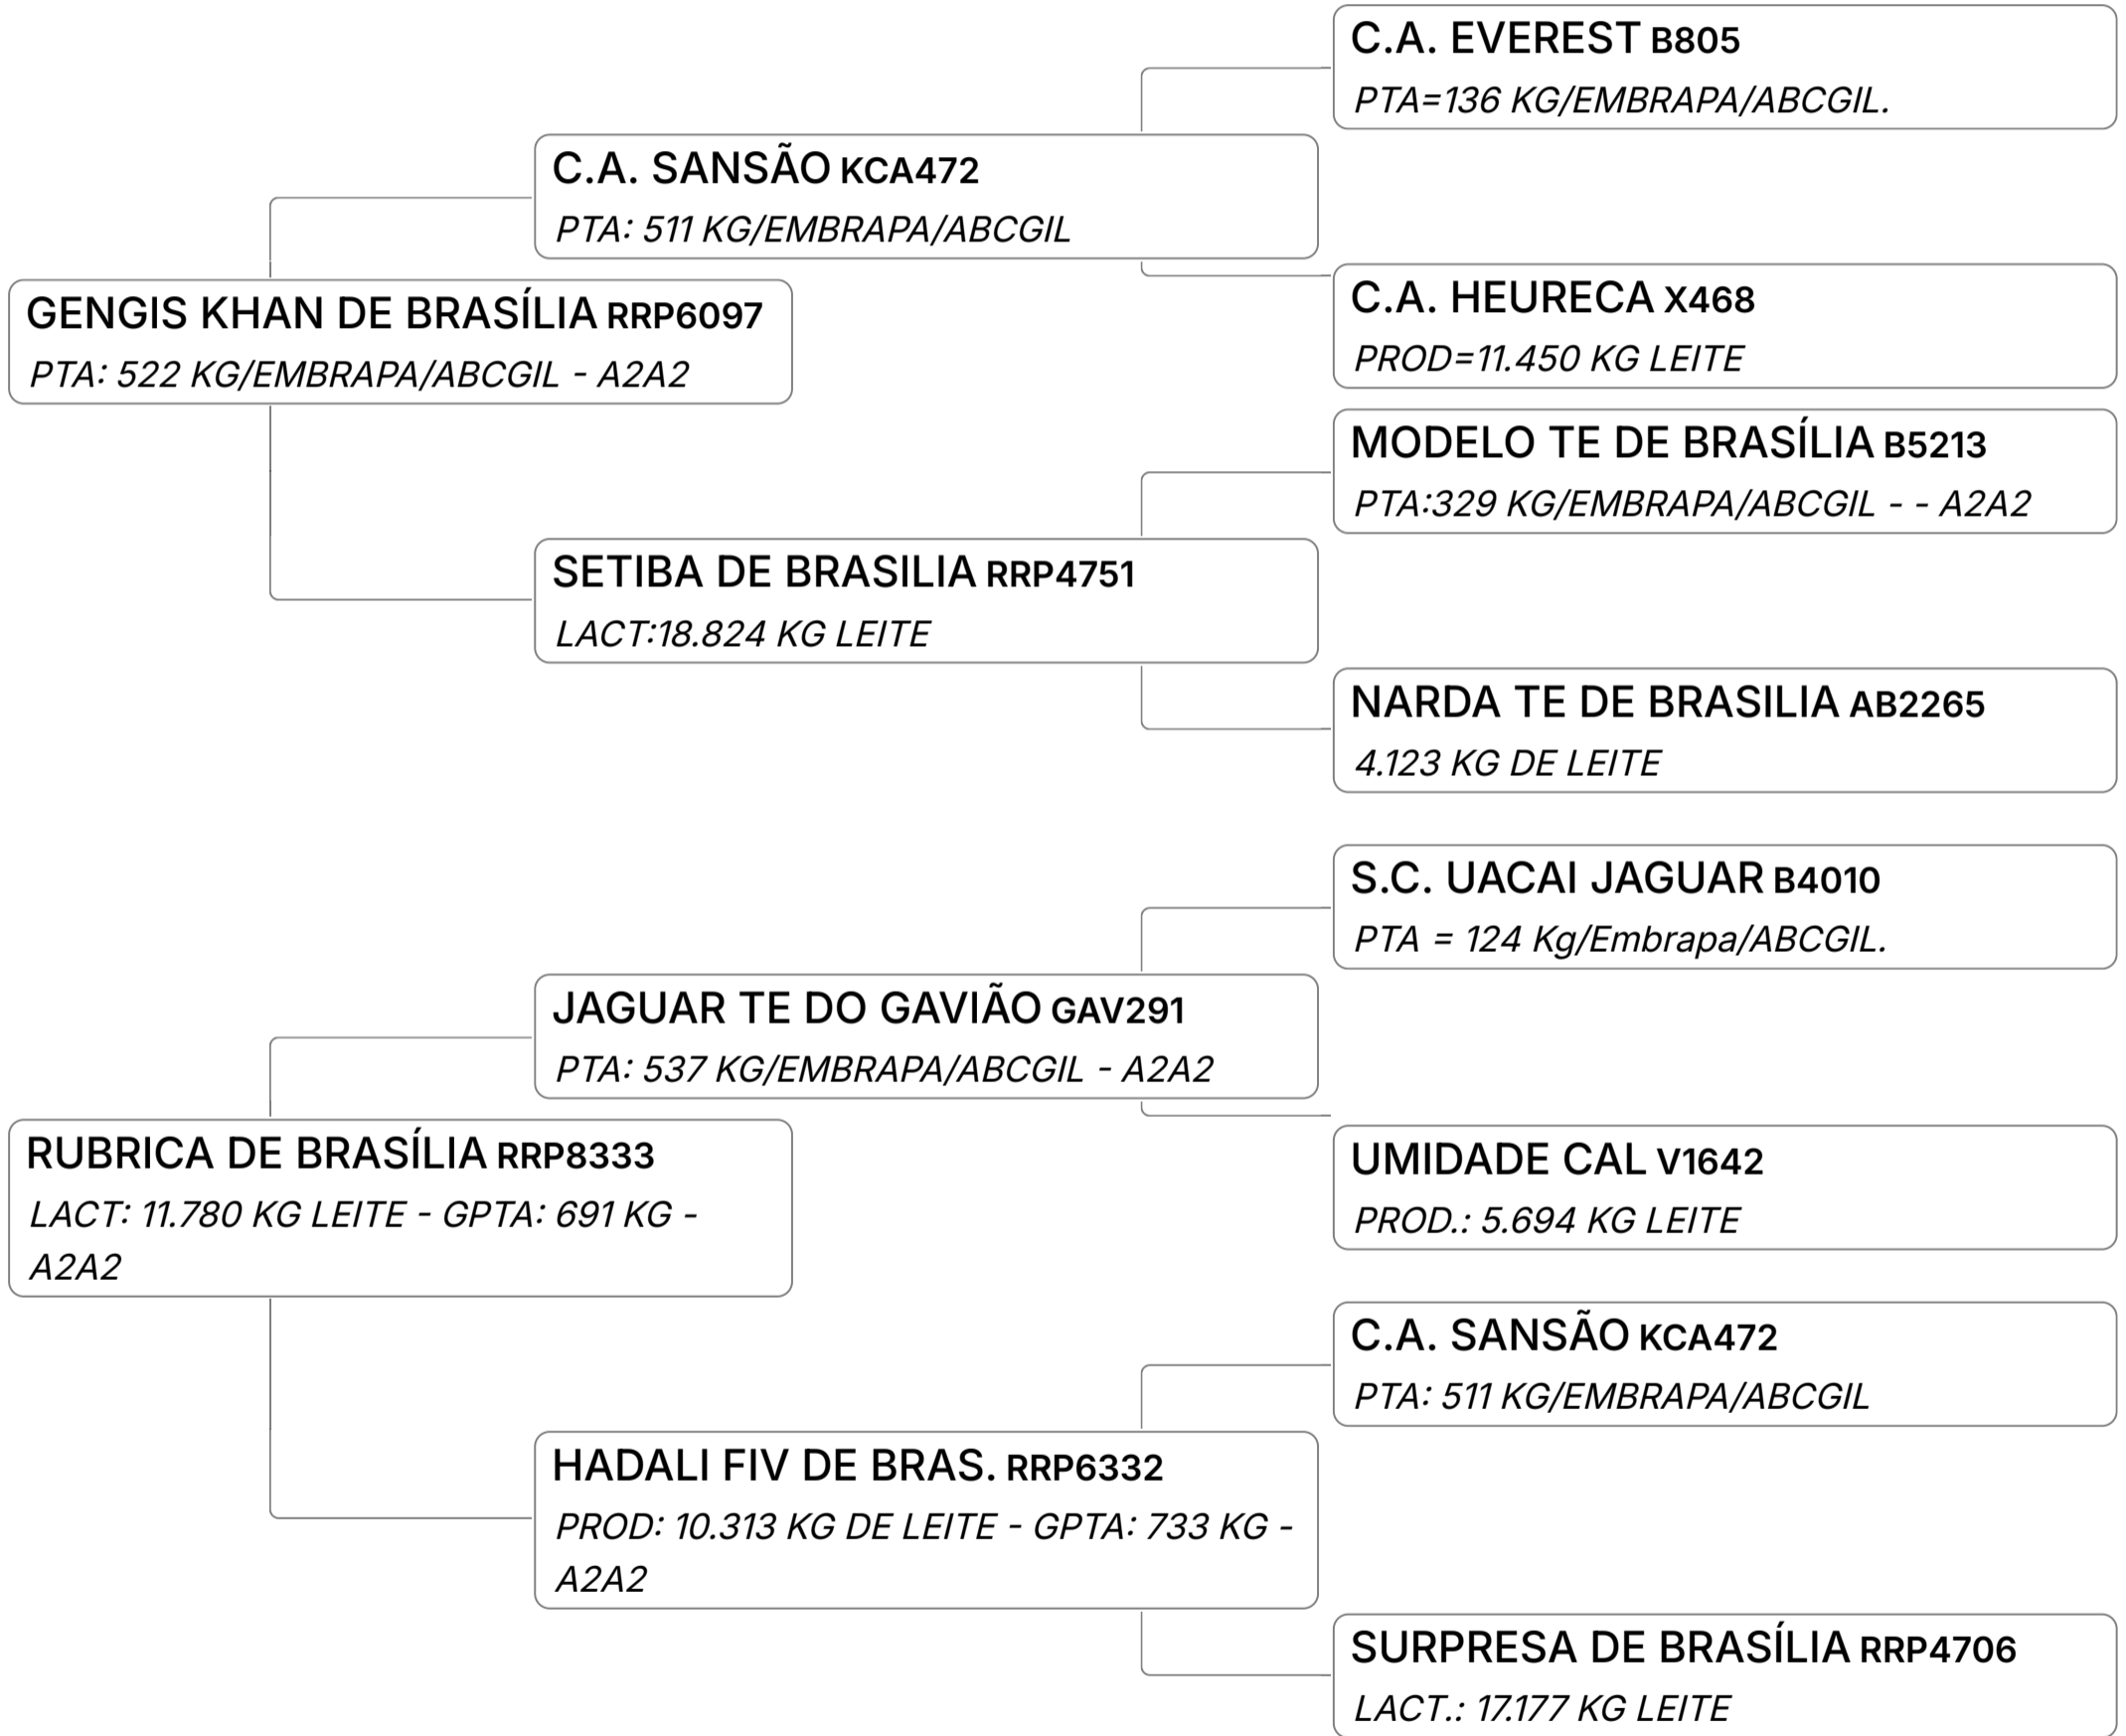 C.A. EVEREST B805
PTA=136 KG/EMBRAPA/ABCGIL.
C.A. SANSÃO KCA472
PTA: 511 KG/EMBRAPA/ABCGIL
C.A. HEURECA X468
PROD=11.450 KG LEITE
GENGIS KHAN DE BRASÍLIA RRP6097
PTA: 522 KG/EMBRAPA/ABCGIL - A2A2
MODELO TE DE BRASÍLIA B5213
PTA:329 KG/EMBRAPA/ABCGIL - - A2A2
SETIBA DE BRASILIA RRP4751
LACT:18.824 KG LEITE
NARDA TE DE BRASILIA AB2265
4.123 KG DE LEITE
S.C. UACAI JAGUAR B4010
PTA = 124 Kg/Embrapa/ABCGIL.
JAGUAR TE DO GAVIÃO GAV291
PTA: 537 KG/EMBRAPA/ABCGIL - A2A2
UMIDADE CAL V1642
PROD.: 5.694 KG LEITE
RUBRICA DE BRASÍLIA RRP8333
LACT: 11.780 KG LEITE - GPTA: 691 KG -
A2A2
C.A. SANSÃO KCA472
PTA: 511 KG/EMBRAPA/ABCGIL
HADALI FIV DE BRAS. RRP6332
PROD: 10.313 KG DE LEITE - GPTA: 733 KG -
A2A2
SURPRESA DE BRASÍLIA RRP4706
LACT.: 17.177 KG LEITE